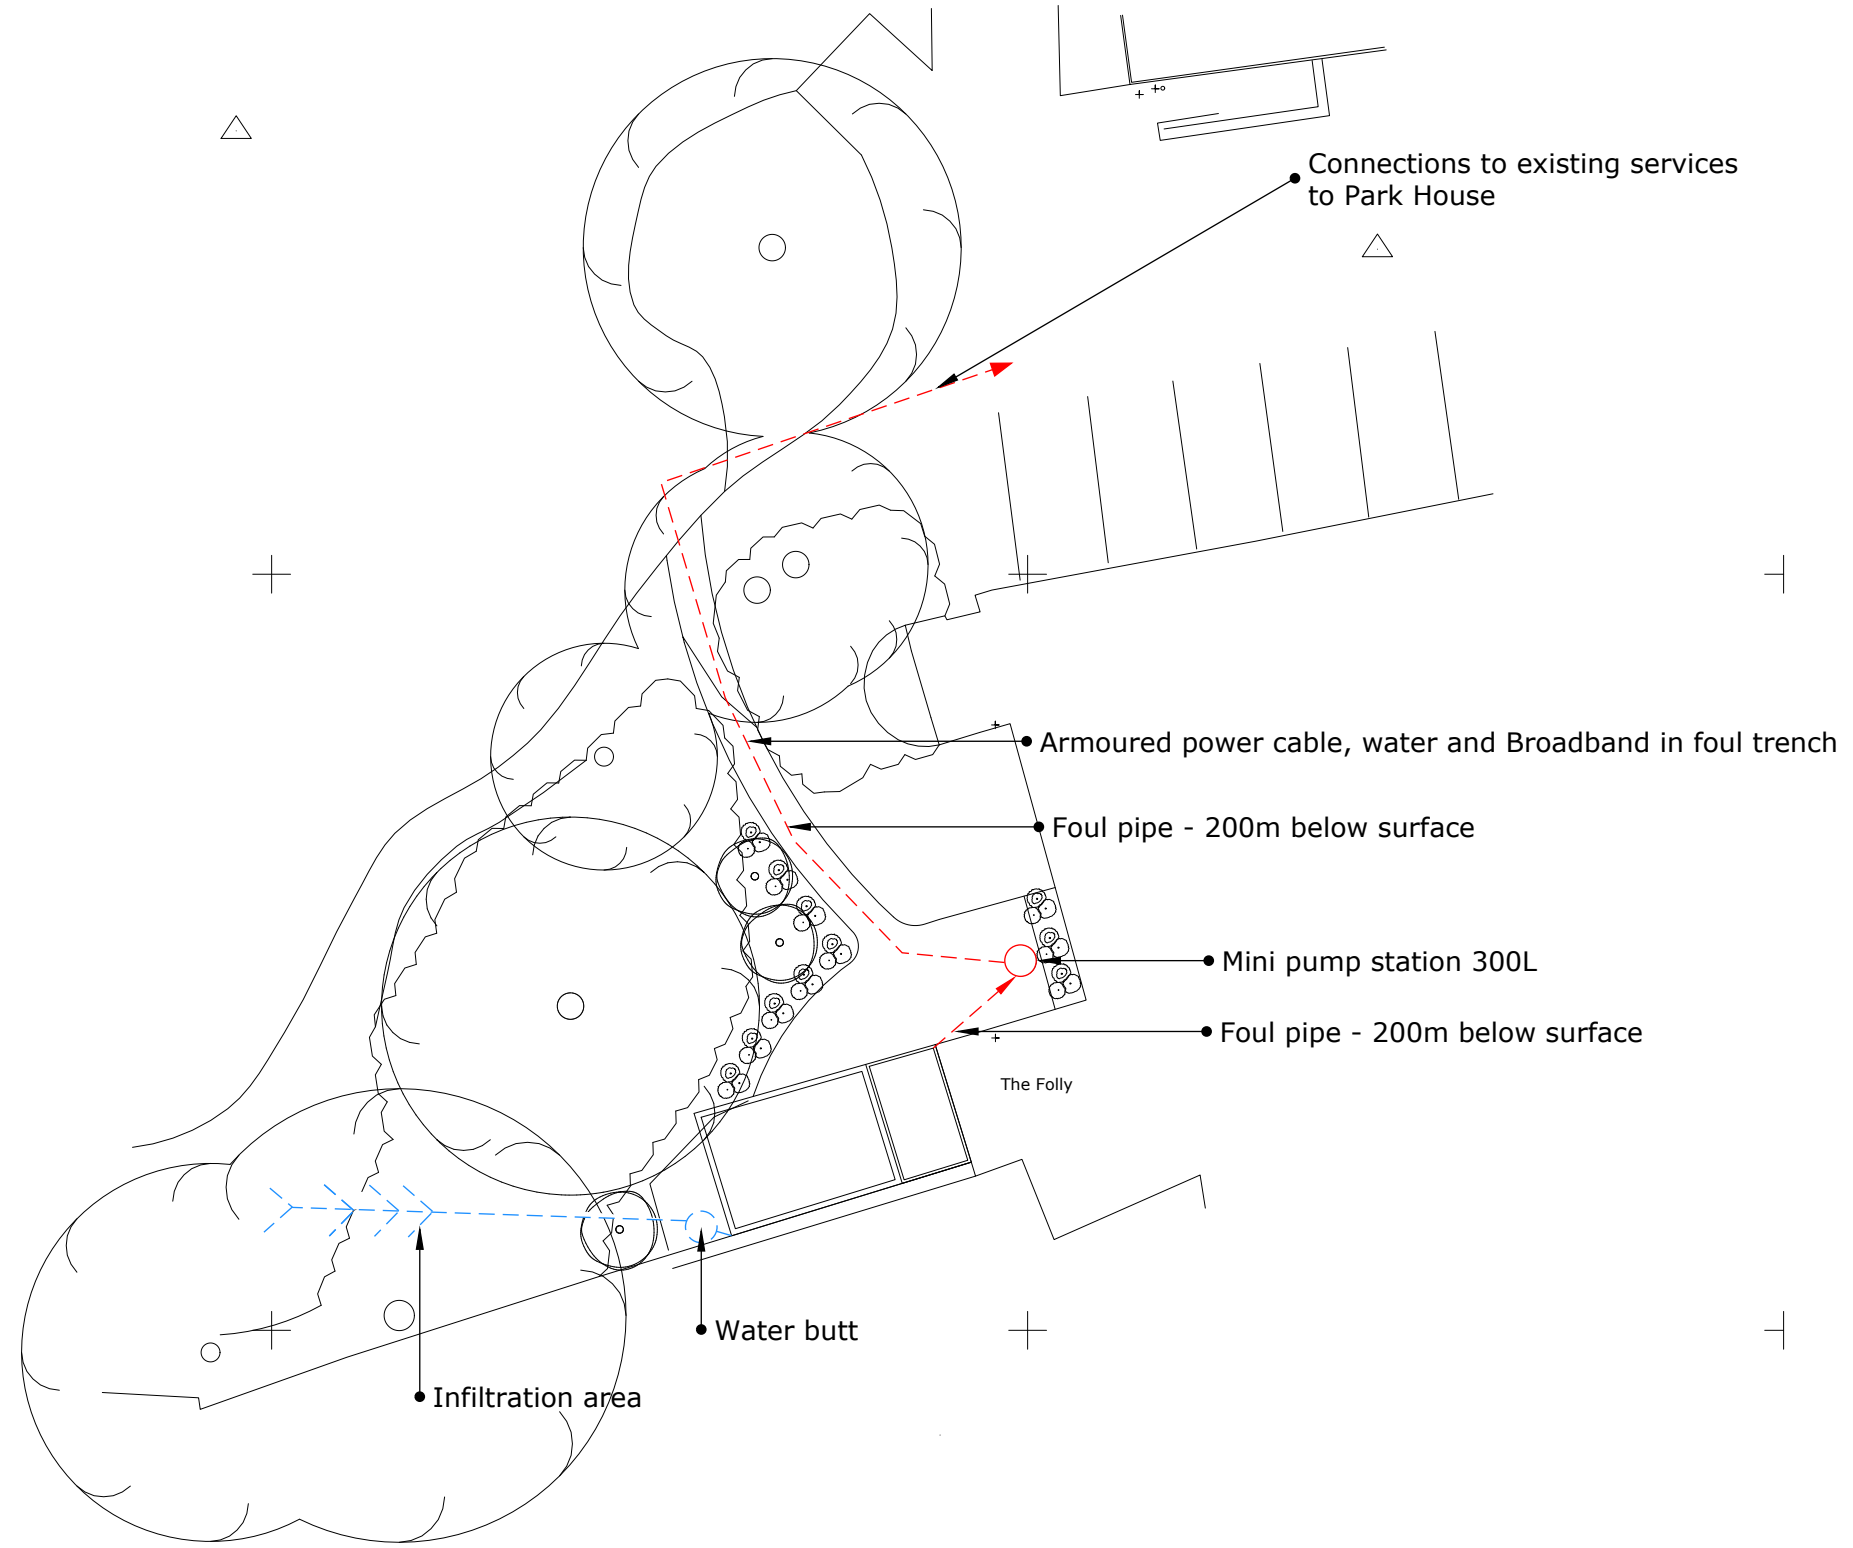 Connections to existing services
to Park House
Armoured power cable, water and Broadband in foul trench
Foul pipe - 200m below surface
Mini pump station 300L
Foul pipe - 200m below surface
The Folly
Water butt
Infiltration area